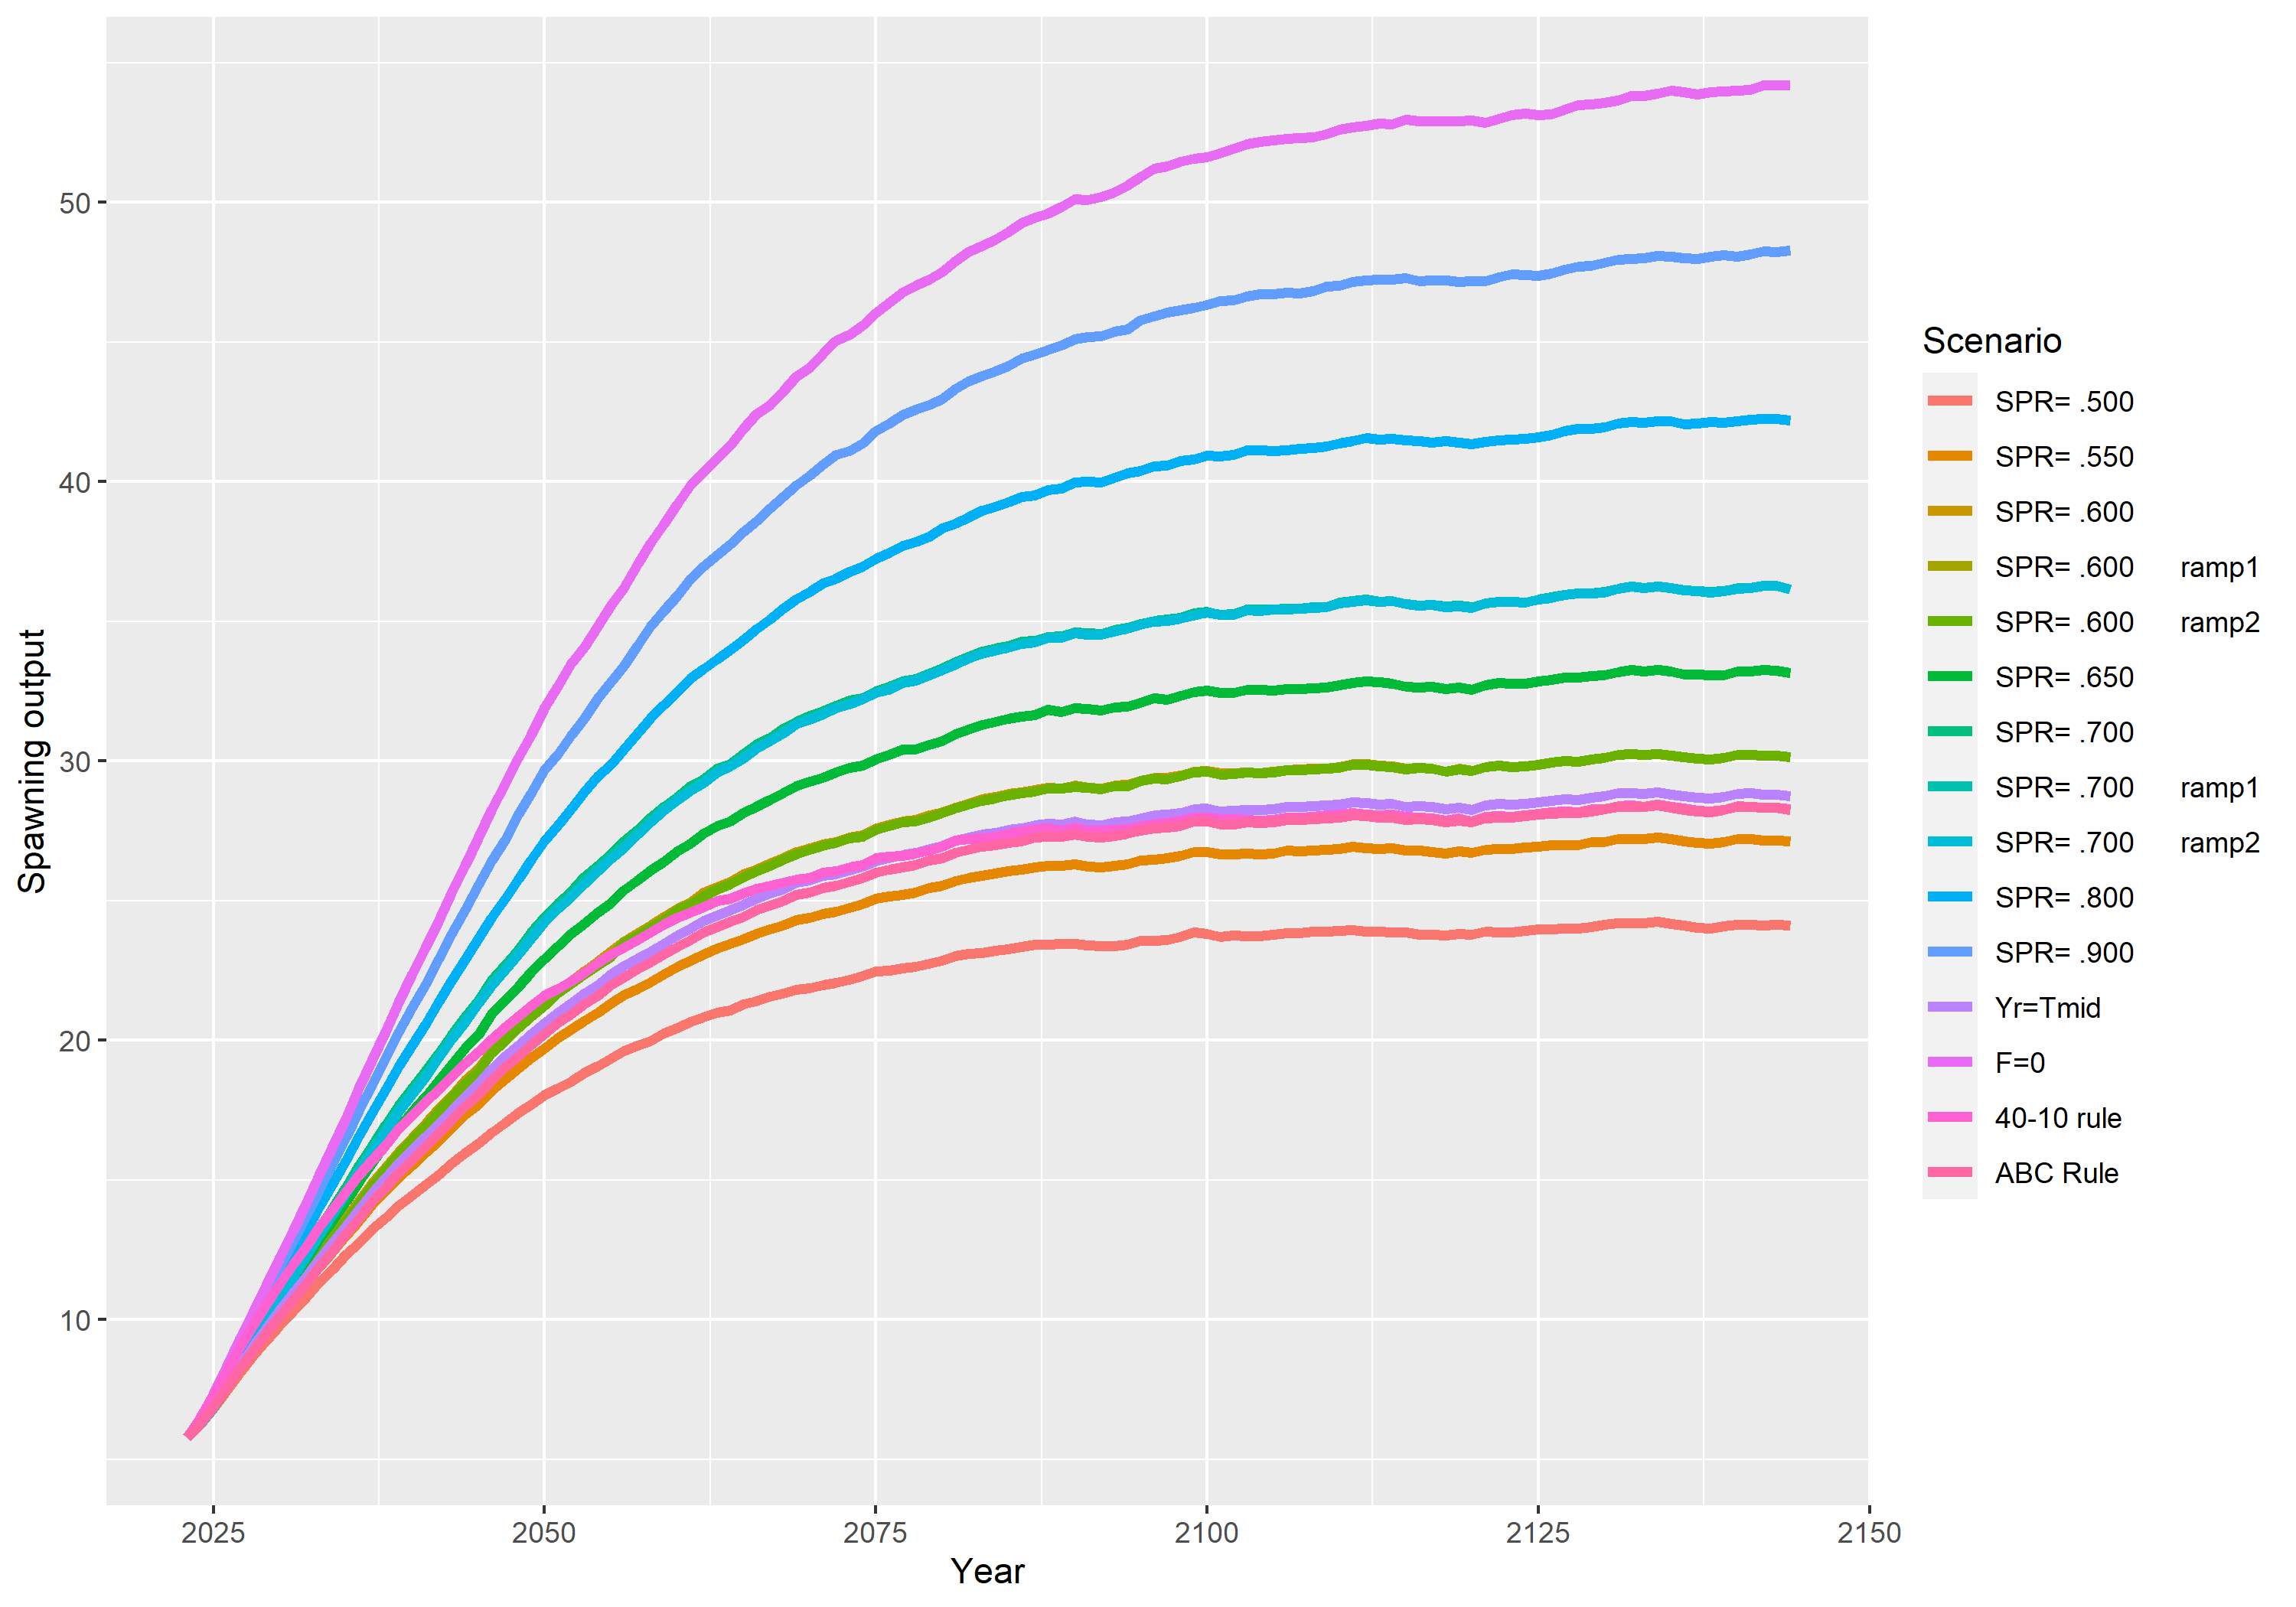 Spawning output
50
40
30
20
10
2025 2050 2075 2100 2125 2150
Year
Scenario
SPR= .500
SPR= .550
SPR= .600
SPR= .600 ramp1
SPR= .600 ramp2
SPR= .650
SPR= .700
SPR= .700 ramp1
SPR= .700 ramp2
SPR= .800
SPR= .900
Yr=Tmid
F=0
40-10 rule
ABC Rule